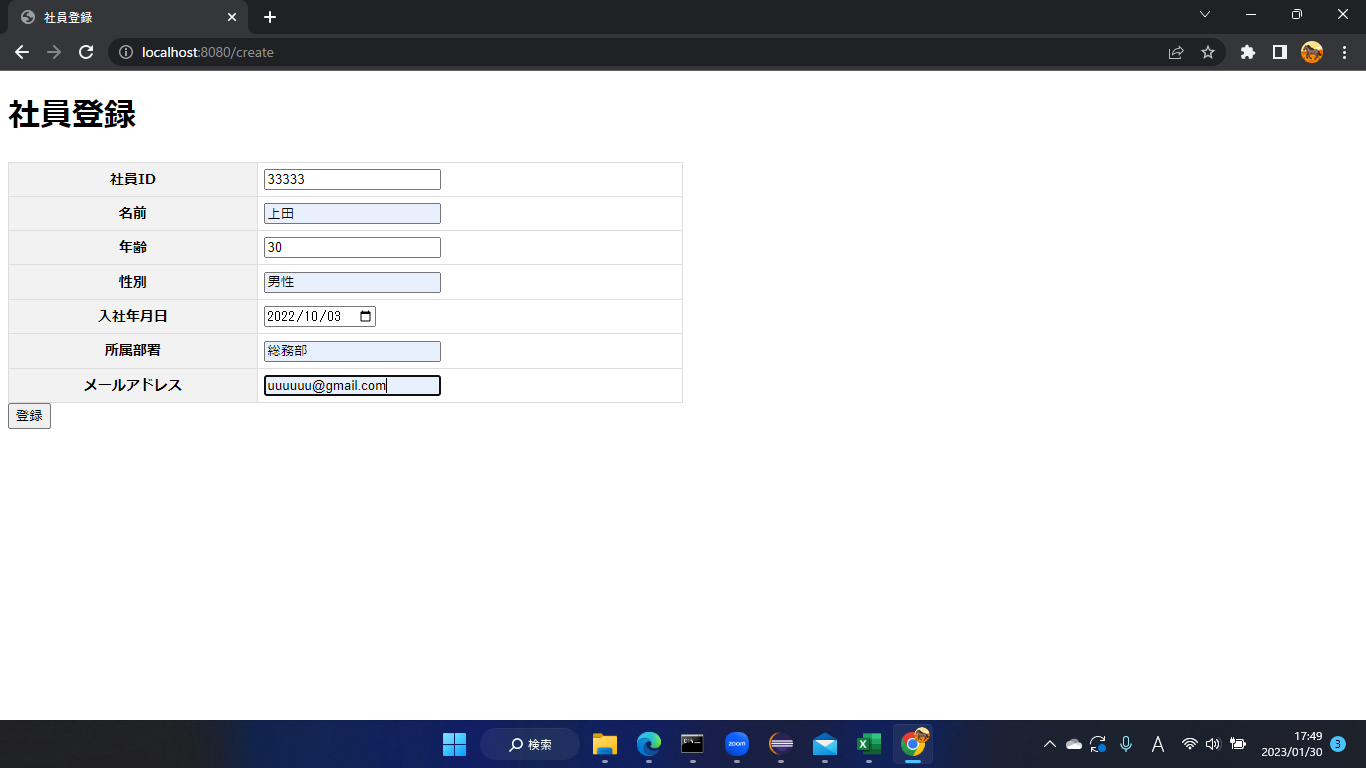 社員登録
localhost:8080/create
社員登録
社員ID 33333
名前 上田
年齢 30
性別 男性
入社年月日 2022/10/03
所属部署 総務部
メールアドレス uuuuuu@gmail.com
登録
検索
zoom
A
17:49
2023/01/30
3